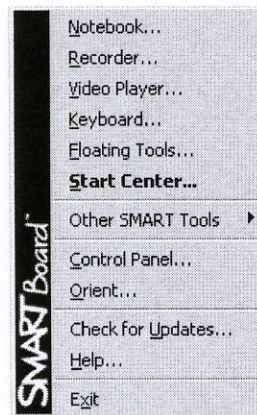 Notebook...
Recorder...
Video Player...
Keyboard...
Floating Tools...
Start Center...
Other SMART Tools
Control Panel...
Orient...
Check for Updates...
Help...
Exit
SMART Board™